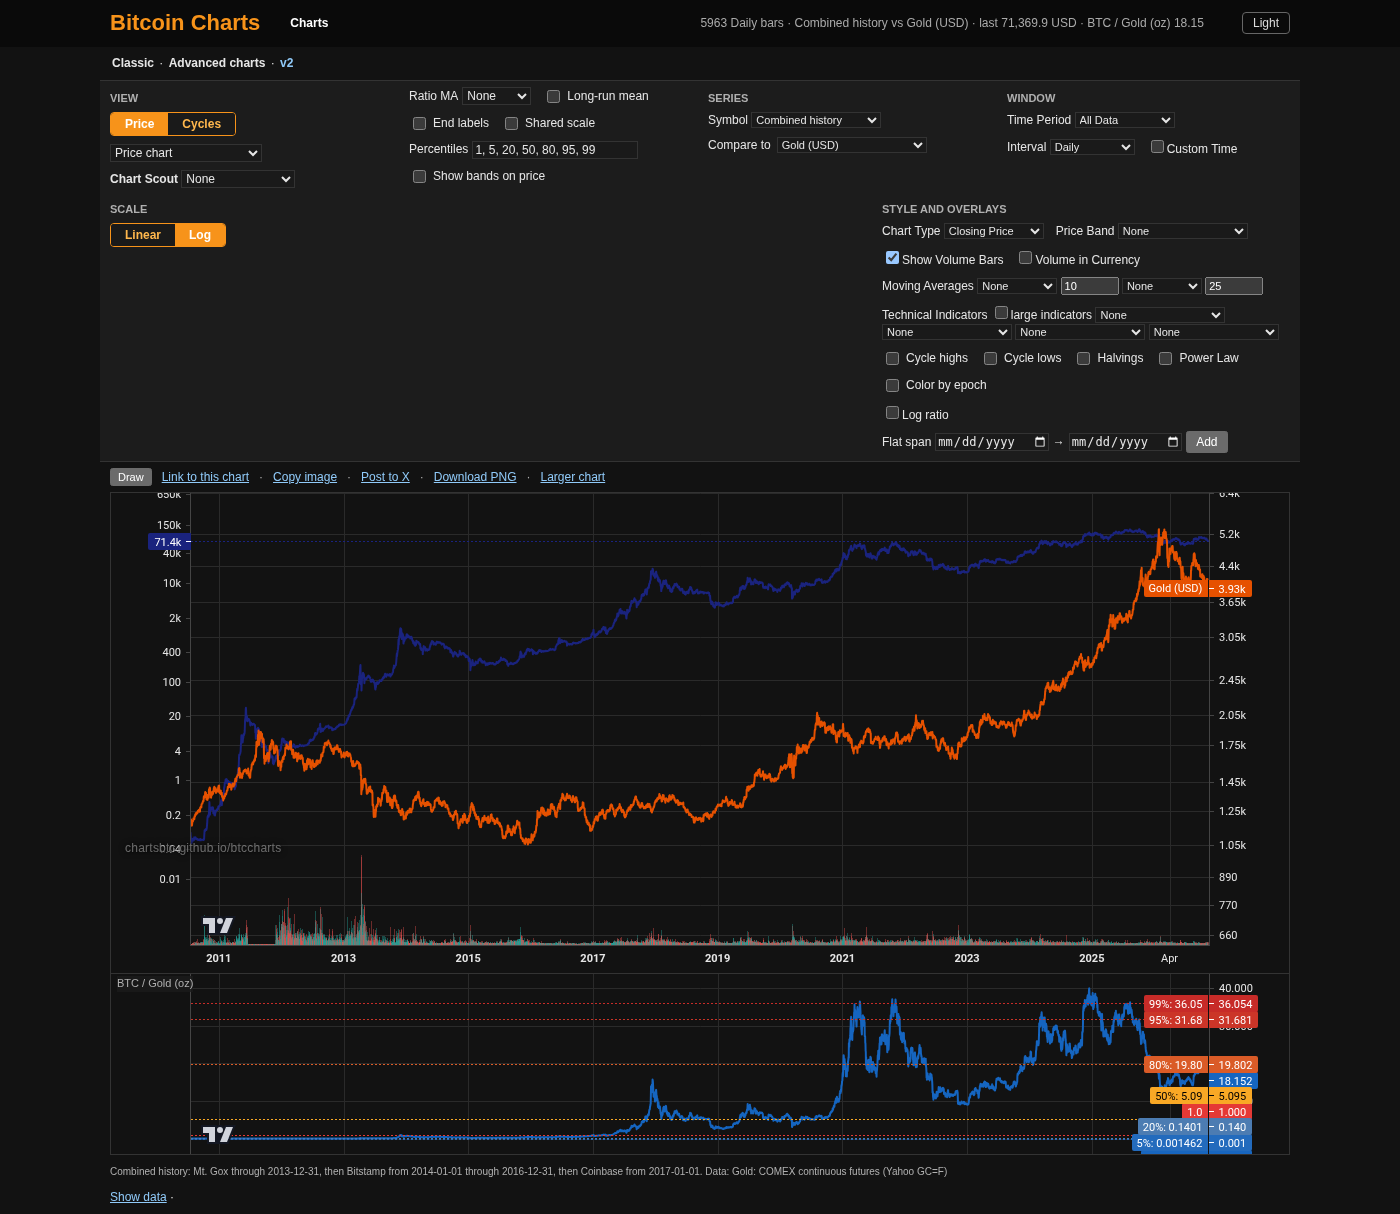 Bitcoin Charts
Charts
5963 Daily bars · Combined history vs Gold (USD) · last 71,369.9 USD · BTC / Gold (oz) 18.15
Light
Classic · Advanced charts · v2
VIEW
Price Cycles
Price chart
Chart Scout None
Ratio MA None Long-run mean
End labels Shared scale
Percentiles 1, 5, 20, 50, 80, 95, 99
Show bands on price
SERIES
Symbol Combined history
Compare to Gold (USD)
WINDOW
Time Period All Data
Interval Daily Custom Time
SCALE
Linear Log
STYLE AND OVERLAYS
Chart Type Closing Price Price Band None
Show Volume Bars Volume in Currency
Moving Averages None 10 None 25
Technical Indicators large indicators None
None None None
Cycle highs Cycle lows Halvings Power Law
Color by epoch
Log ratio
Flat span mm/dd/yyyy → mm/dd/yyyy Add
Draw Link to this chart · Copy image · Post to X · Download PNG · Larger chart
650k
150k
71.4k
40k
10k
2k
400
100
20
4
1
0.2
0.01
6.4k
5.2k
4.4k
Gold (USD) 3.93k
3.65k
3.05k
2.45k
2.05k
1.75k
1.45k
1.25k
1.05k
890
770
660
2011 2013 2015 2017 2019 2021 2023 2025 Apr
BTC / Gold (oz)
40.000
99%: 36.05 36.054
95%: 31.68 31.681
80%: 19.80 19.802
18.152
50%: 5.09 5.095
1.0 1.000
20%: 0.1401 0.140
5%: 0.001462 0.001
Combined history: Mt. Gox through 2013-12-31, then Bitstamp from 2014-01-01 through 2016-12-31, then Coinbase from 2017-01-01. Data: Gold: COMEX continuous futures (Yahoo GC=F)
Show data ·